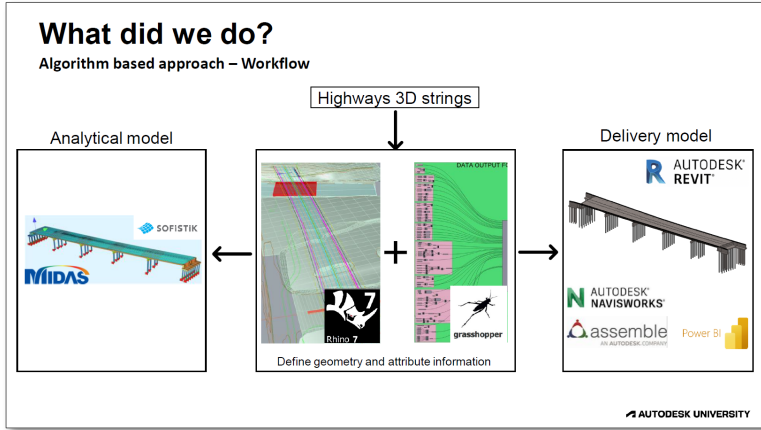 What did we do?
Algorithm based approach – Workflow
Highways 3D strings
Analytical model
SOFISTIK
MIDAS
DATA OUTPUT FO
7
Rhino 7
grasshopper
Define geometry and attribute information
Delivery model
R AUTODESK®
REVIT®
N AUTODESK®
NAVISWORKS®
assemble
AN AUTODESK COMPANY
Power BI
AUTODESK UNIVERSITY